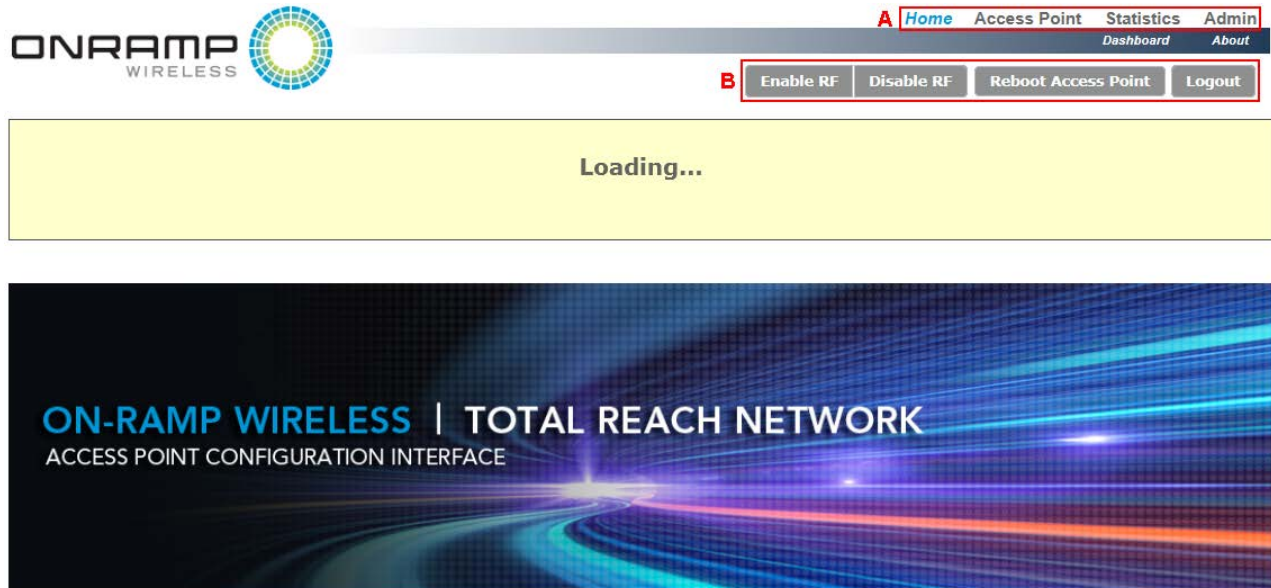 A Home Access Point Statistics Admin
ONRAMP
WIRELESS
Dashboard About
B Enable RF Disable RF Reboot Access Point Logout
Loading...
ON-RAMP WIRELESS | TOTAL REACH NETWORK
ACCESS POINT CONFIGURATION INTERFACE